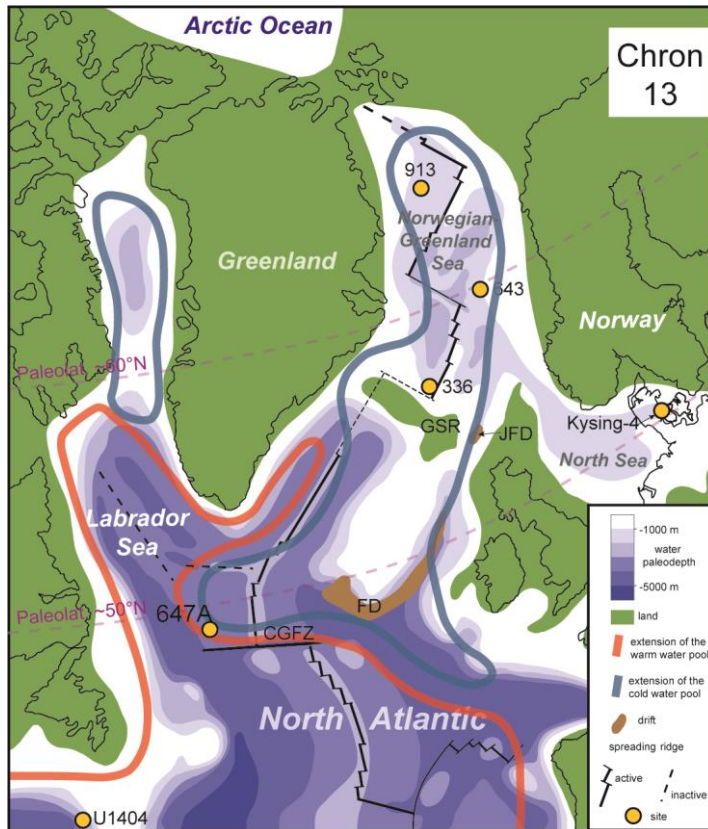 Arctic Ocean
Chron
13
913
Norwegian-
Greenland
Sea
Greenland
643
Norway
Paleolat. ~60°N
336
GSR
JFD
Kysing-4
North Sea
Labrador
Sea
Paleolat. ~50°N
647A
FD
CGFZ
North Atlantic
U1404
-1000 m
water
paleodepth
-5000 m
land
extension of the
warm water pool
extension of the
cold water pool
drift
spreading ridge
active
inactive
site